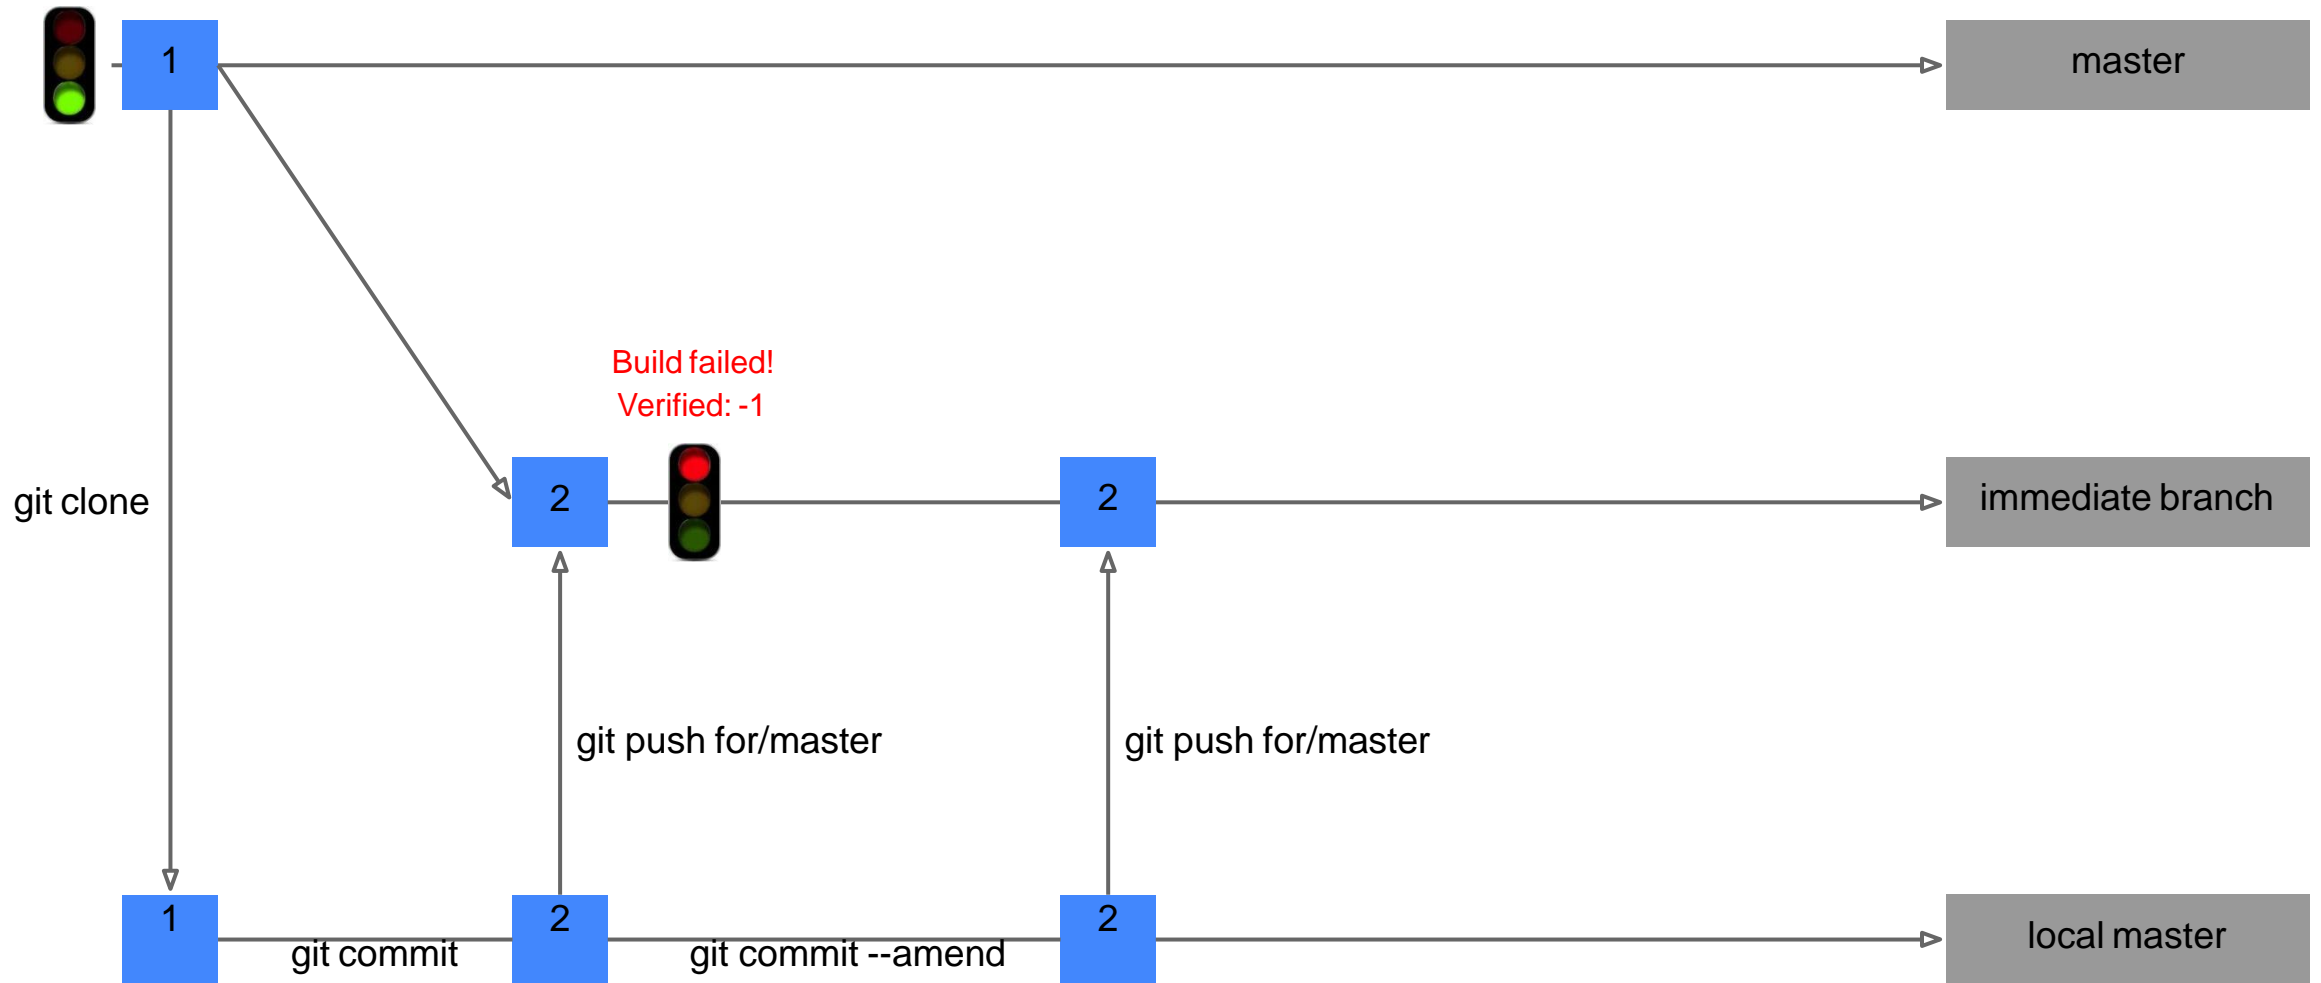 1
master
Build failed!
Verified: -1
git clone
2
2
immediate branch
git push for/master
git push for/master
1
2
2
local master
git commit
git commit --amend